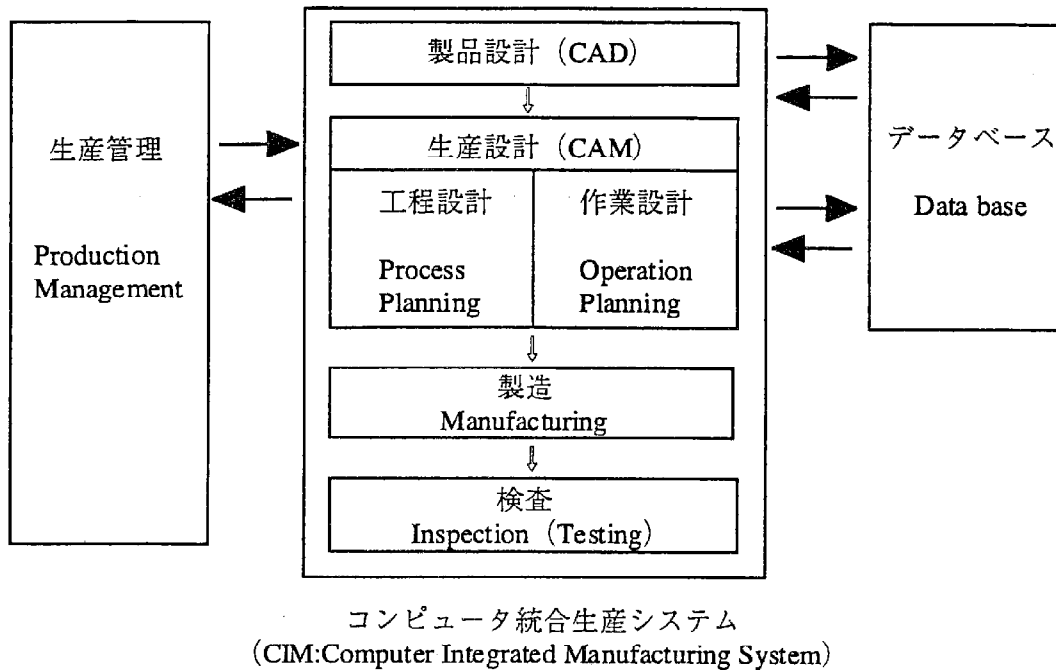 生産管理
Production
Management
製品設計（CAD）
生産設計（CAM）
工程設計
Process
Planning
作業設計
Operation
Planning
製造
Manufacturing
検査
Inspection（Testing）
データベース
Data base
コンピュータ統合生産システム
（CIM:Computer Integrated Manufacturing System）